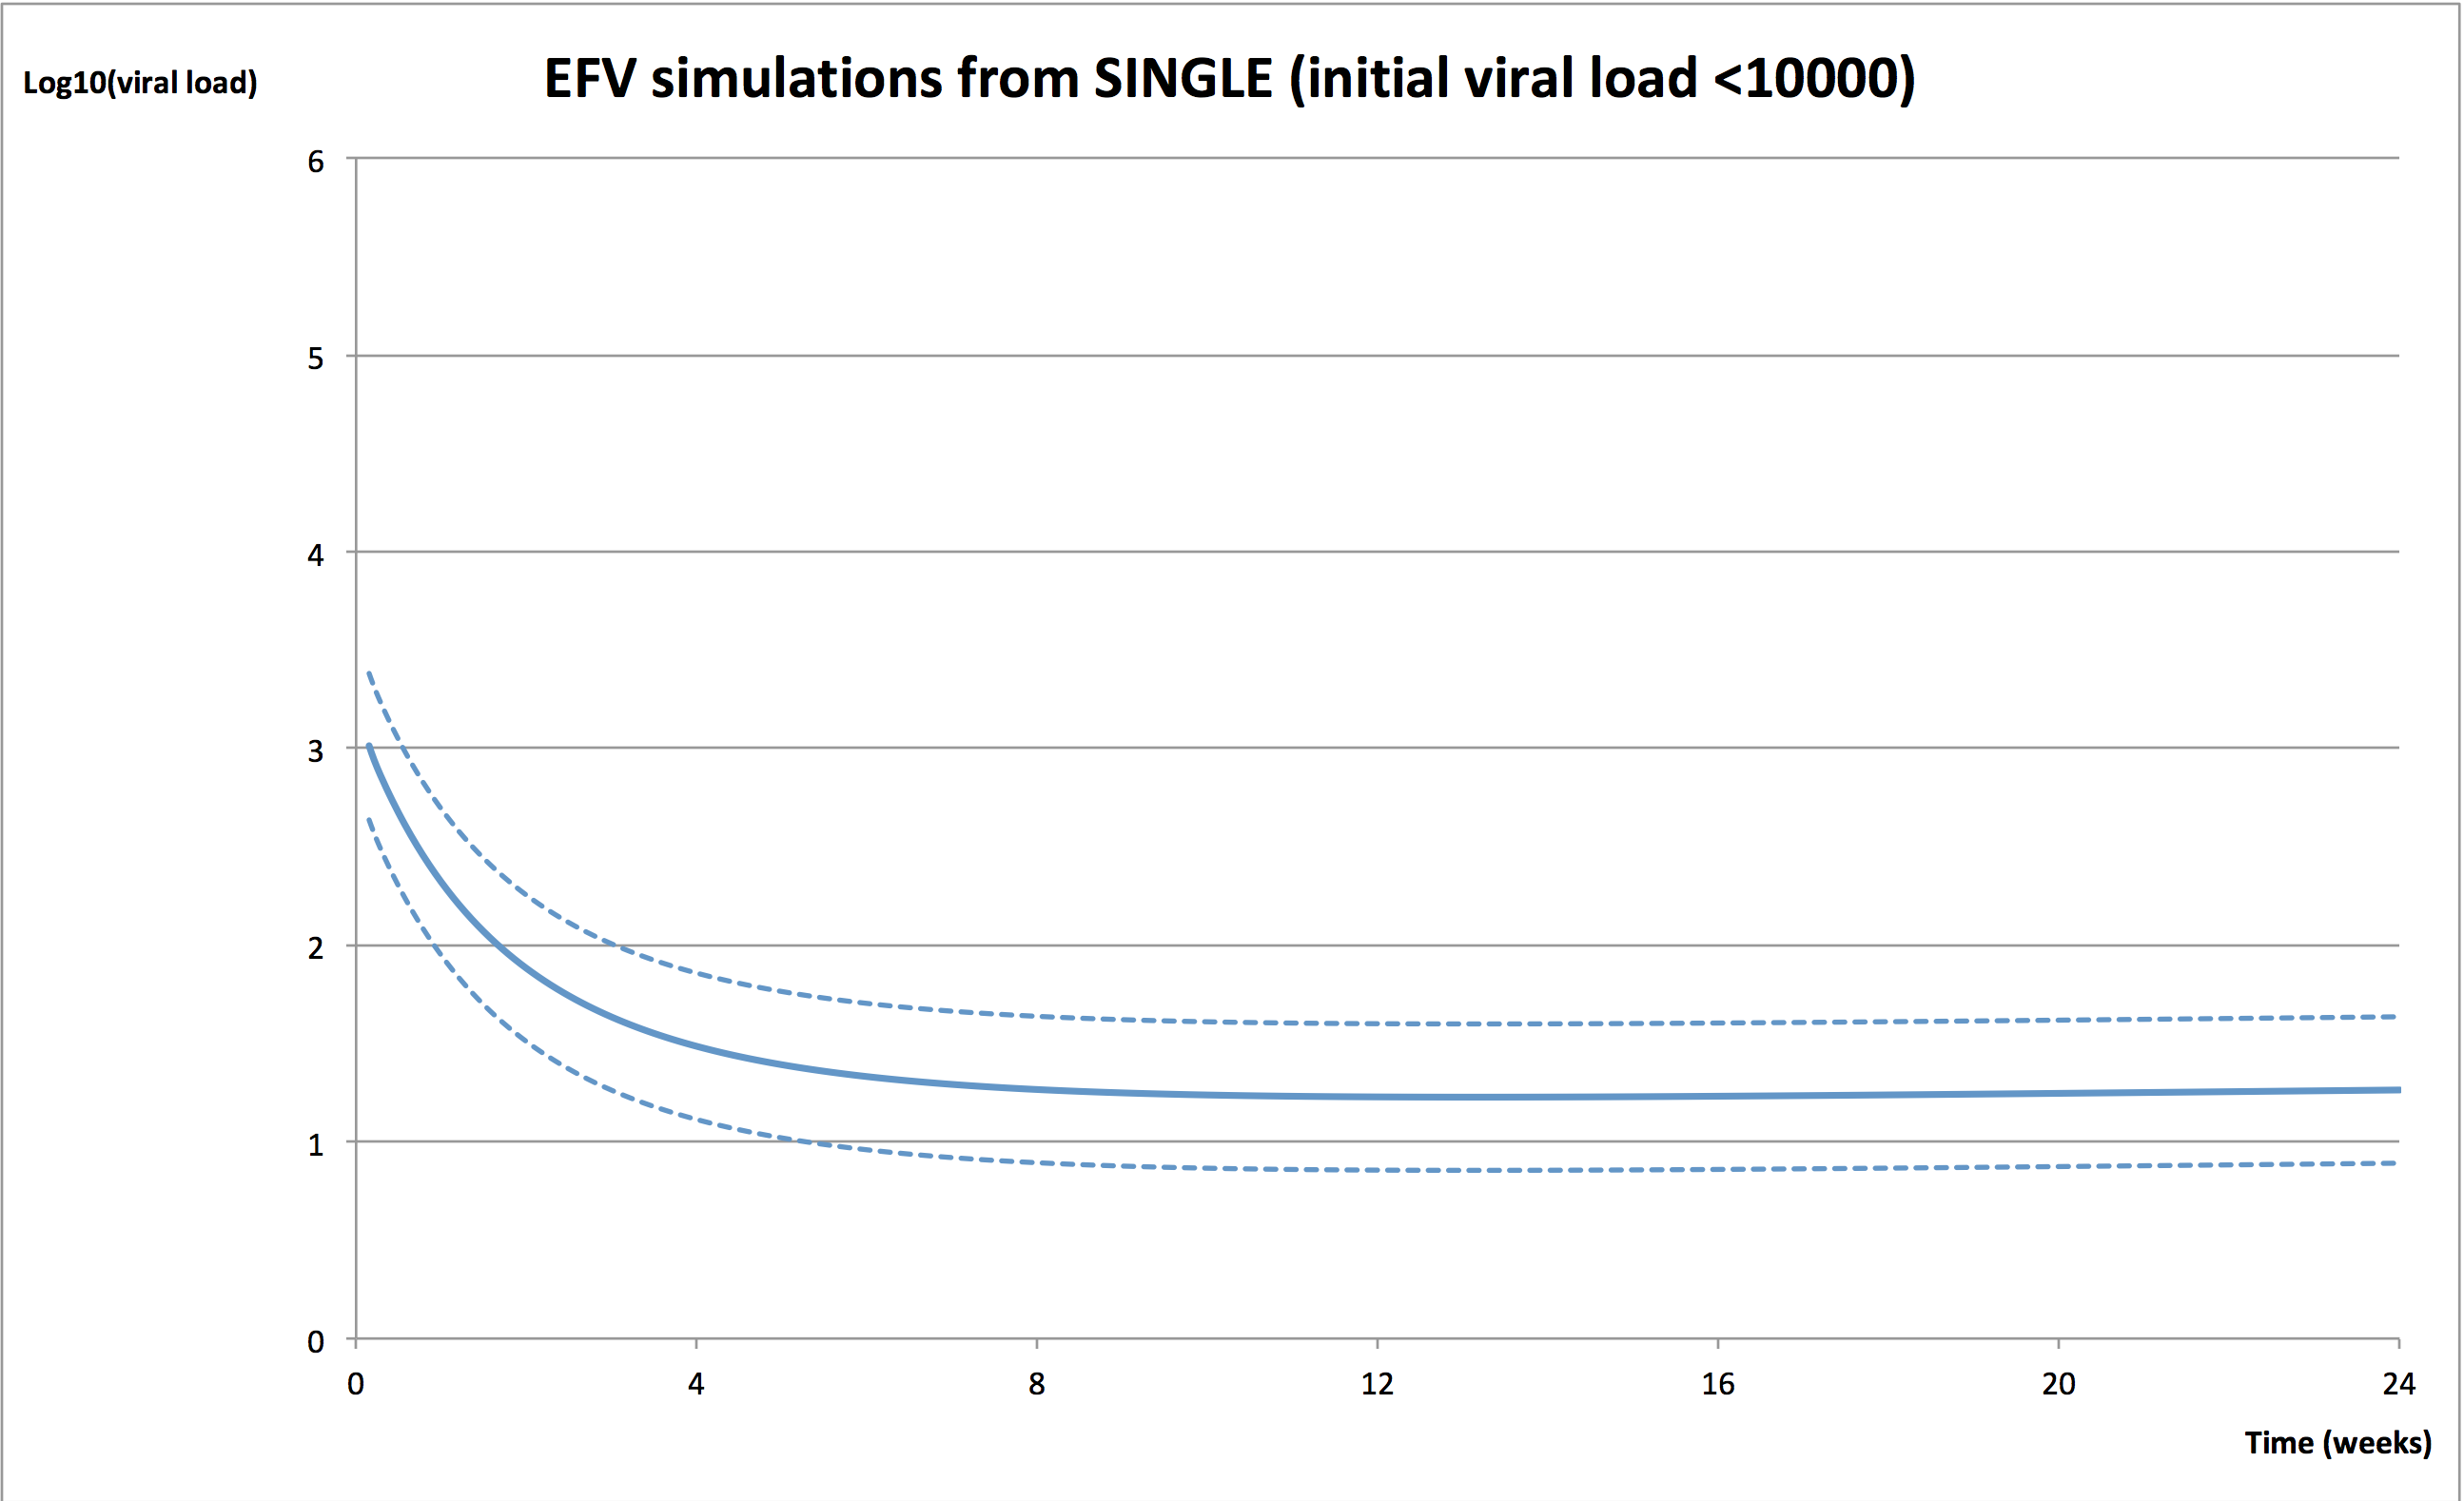 EFV simulations from SINGLE (initial viral load <10000)
Log10(viral load)
6
5
4
3
2
1
0
0 4 8 12 16 20 24
Time (weeks)